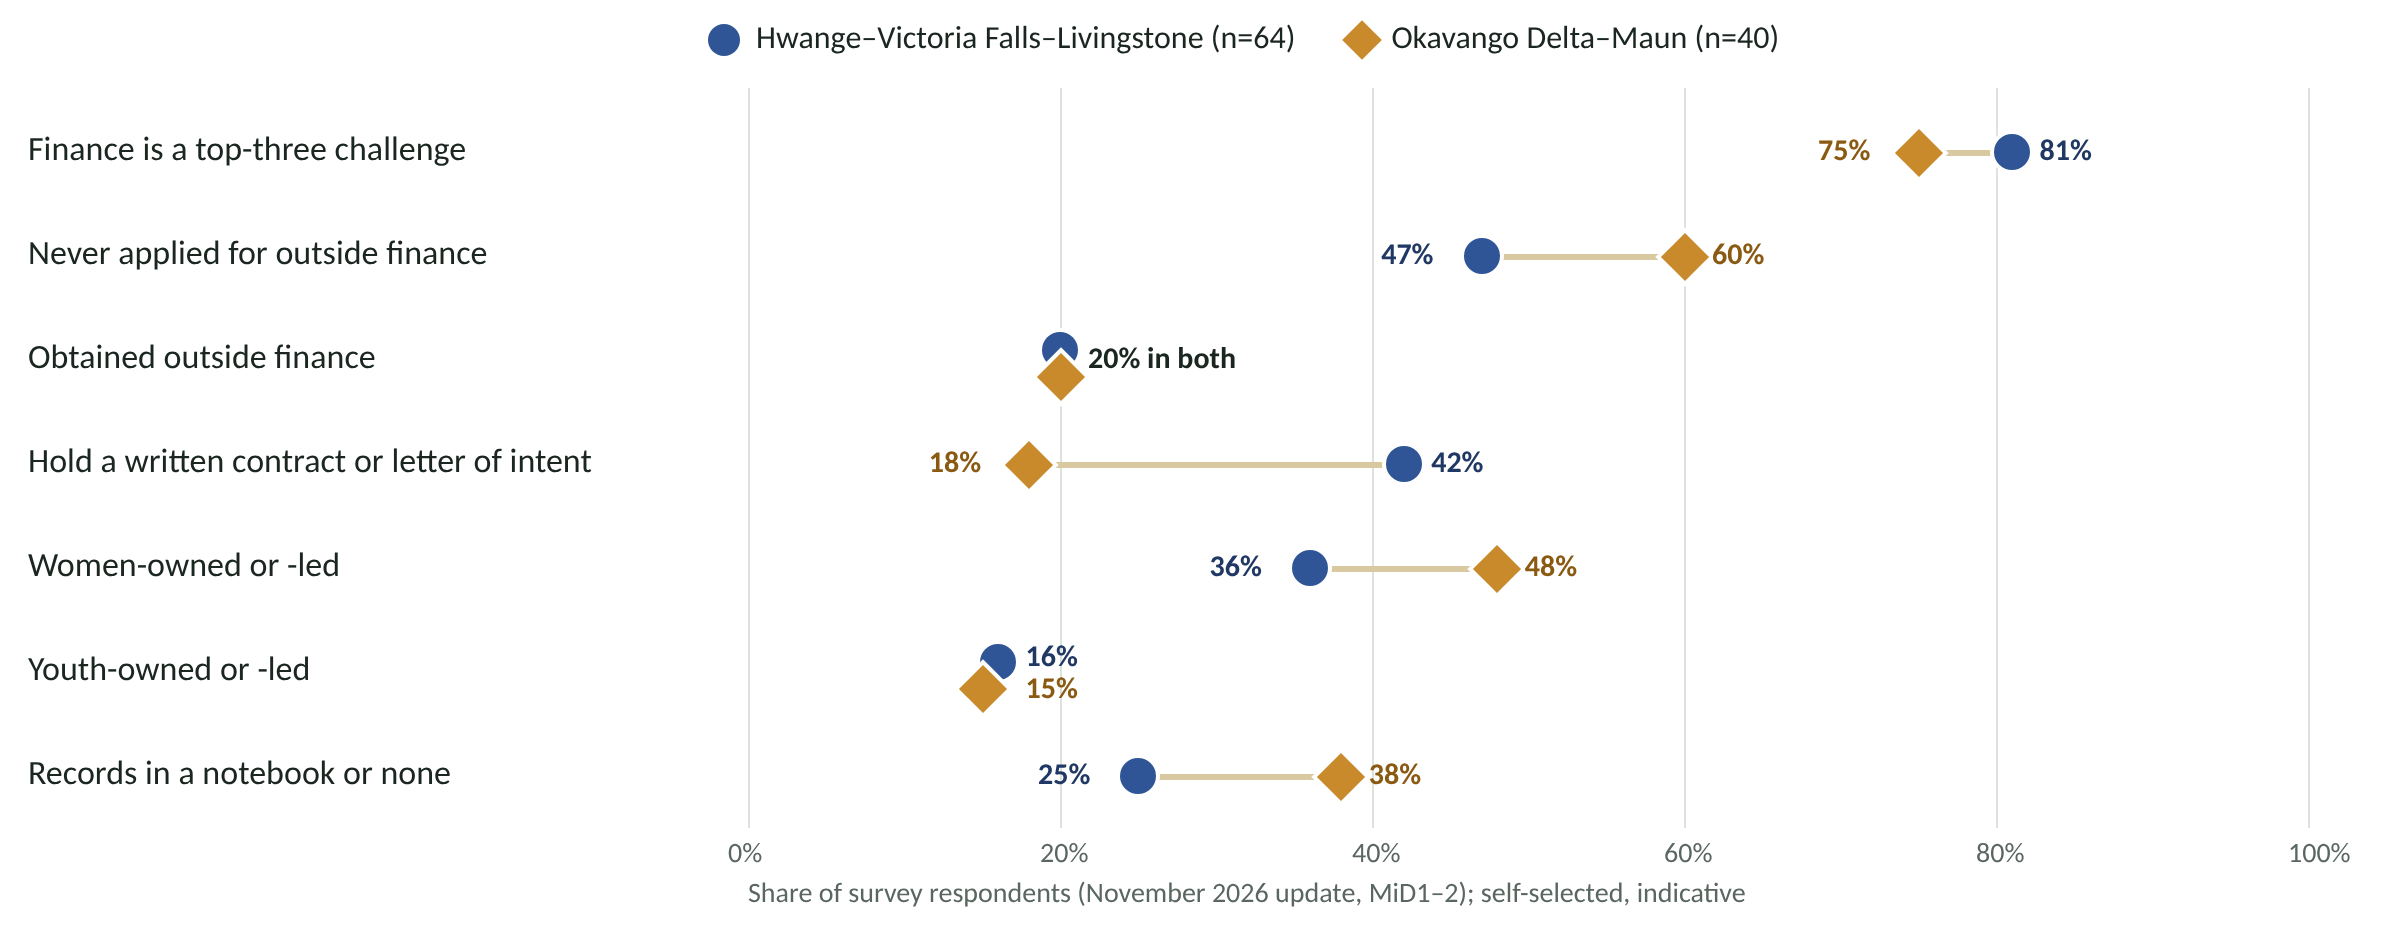 Hwange–Victoria Falls–Livingstone (n=64) Okavango Delta–Maun (n=40)
Finance is a top-three challenge 75% 81%
Never applied for outside finance 47% 60%
Obtained outside finance 20% in both
Hold a written contract or letter of intent 18% 42%
Women-owned or -led 36% 48%
Youth-owned or -led 16% 15%
Records in a notebook or none 25% 38%
0% 20% 40% 60% 80% 100%
Share of survey respondents (November 2026 update, MiD1–2); self-selected, indicative